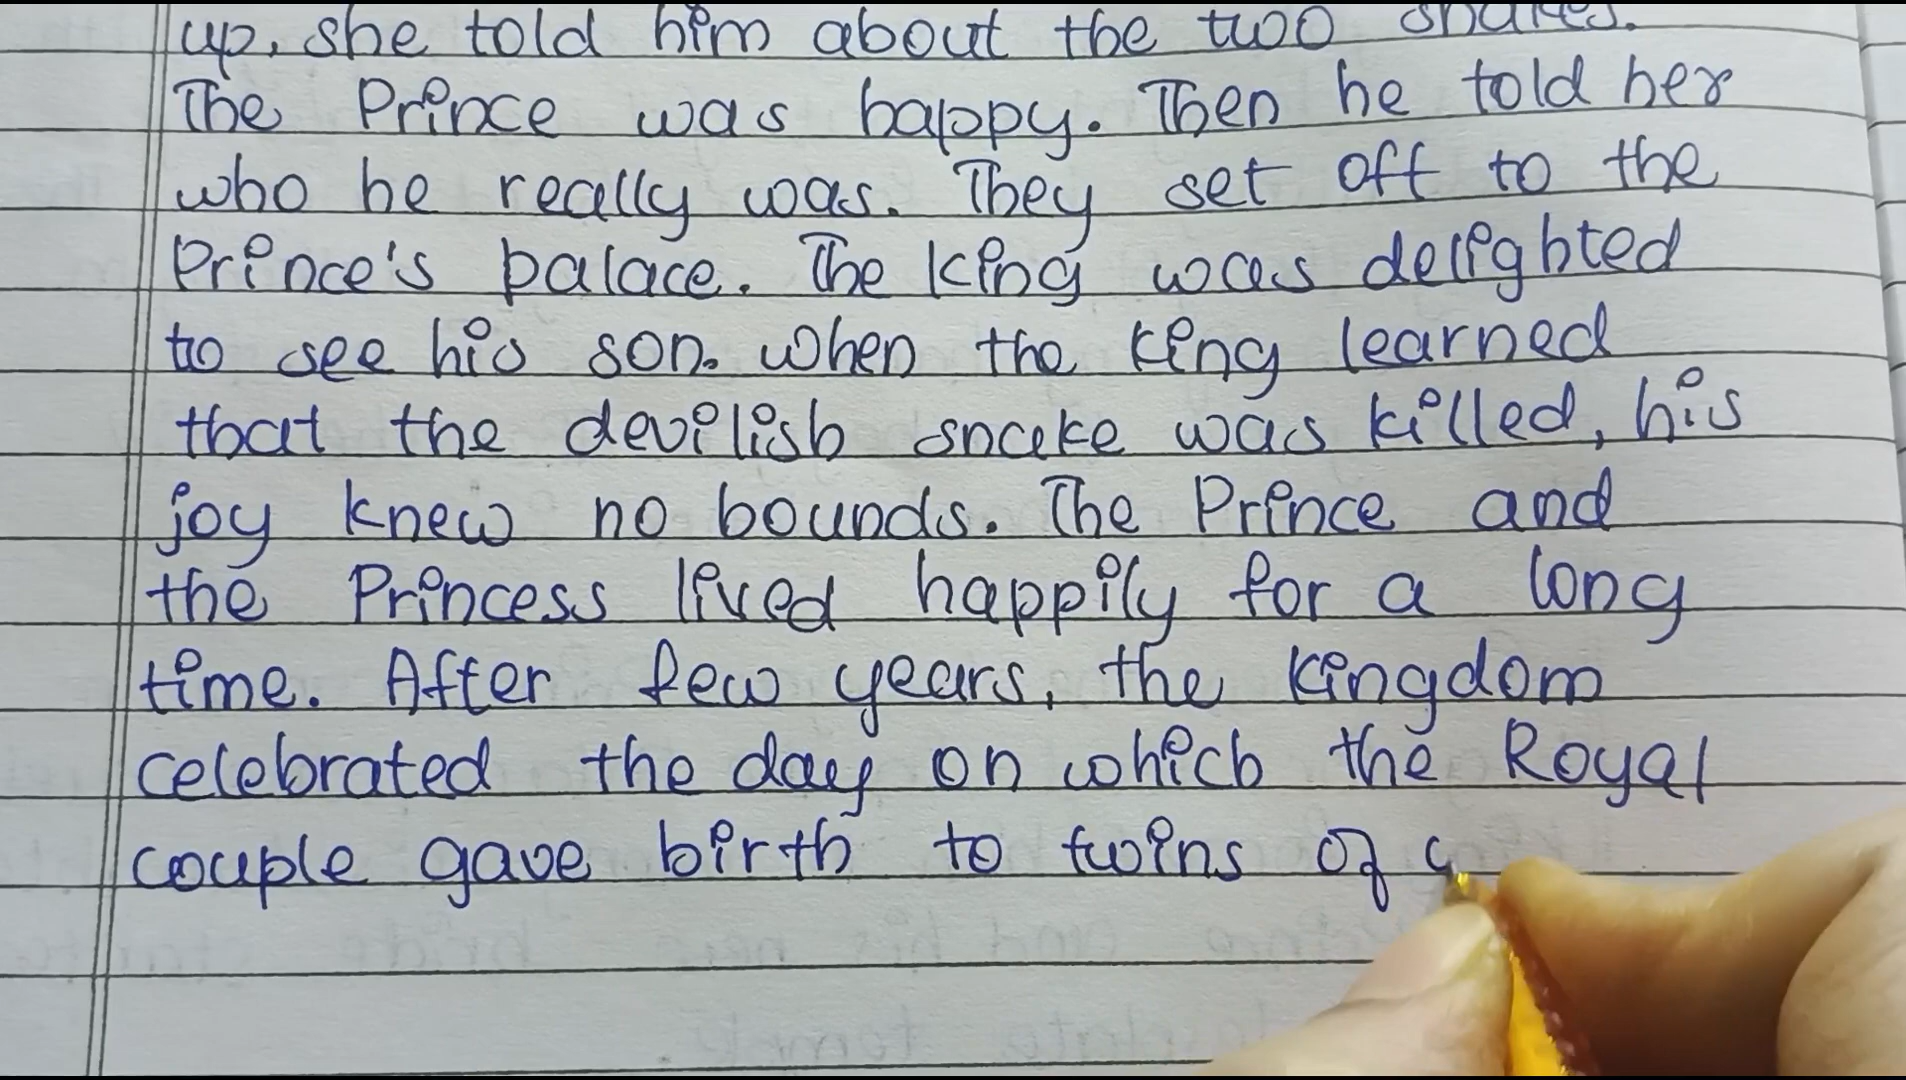 up, she told him about the two snakes.
The Prince was happy. Then he told her
who he really was. They set off to the
Prince's palace. The King was delighted
to see his son. When the King learned
that the devilish snake was killed, his
joy knew no bounds. The Prince and
the Princess lived happily for a long
time. After few years, the Kingdom
celebrated the day on which the Royal
couple gave birth to twins of